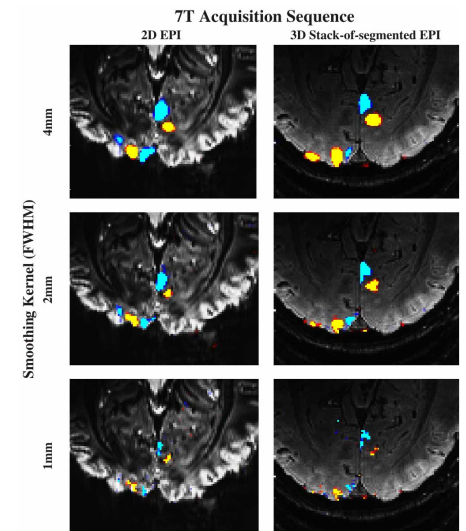 7T Acquisition Sequence
2D EPI
3D Stack-of-segmented EPI
Smoothing Kernel (FWHM)
4mm
2mm
1mm